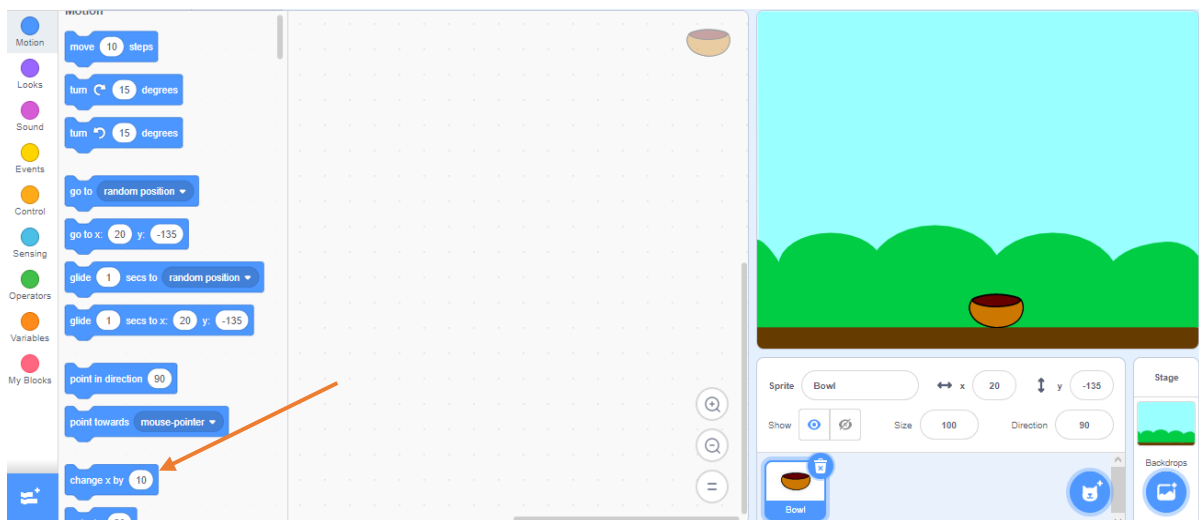 Motion
Motion
Looks
Sound
Events
Control
Sensing
Operators
Variables
My Blocks
move 10 steps
turn 15 degrees
turn 15 degrees
go to random position
go to x: 20 y: -135
glide 1 secs to random position
glide 1 secs to x: 20 y: -135
point in direction 90
point towards mouse-pointer
change x by 10
Sprite Bowl x 20 y -135
Show Size 100 Direction 90
Bowl
Stage
Backdrops